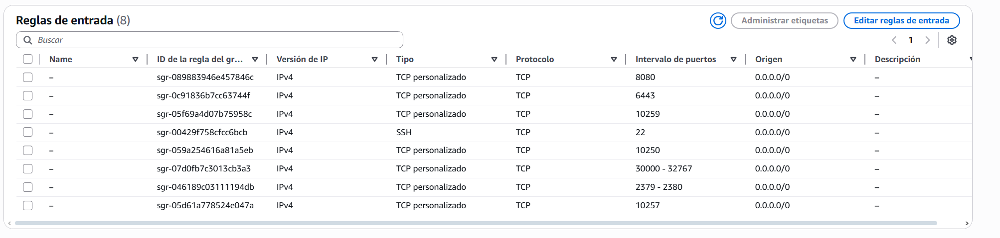 Reglas de entrada (8)
Administrar etiquetas
Editar reglas de entrada
Buscar
1
Name ID de la regla del gr... Versión de IP Tipo Protocolo Intervalo de puertos Origen Descripción
– sgr-089883946e457846c IPv4 TCP personalizado TCP 8080 0.0.0.0/0 –
– sgr-0c91836b7cc63744f IPv4 TCP personalizado TCP 6443 0.0.0.0/0 –
– sgr-05f69a4d07b75958c IPv4 TCP personalizado TCP 10259 0.0.0.0/0 –
– sgr-00429f758cfcc6bcb IPv4 SSH TCP 22 0.0.0.0/0 –
– sgr-059a254616a81a5eb IPv4 TCP personalizado TCP 10250 0.0.0.0/0 –
– sgr-07d0fb7c3013cb3a3 IPv4 TCP personalizado TCP 30000 - 32767 0.0.0.0/0 –
– sgr-046189c03111194db IPv4 TCP personalizado TCP 2379 - 2380 0.0.0.0/0 –
– sgr-05d61a778524e047a IPv4 TCP personalizado TCP 10257 0.0.0.0/0 –